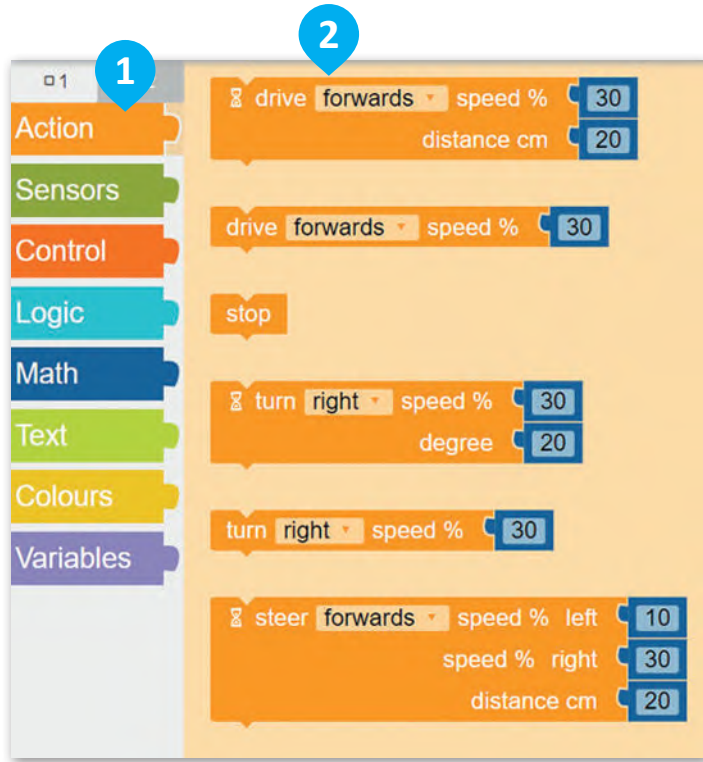 1
2
1
Action
Sensors
Control
Logic
Math
Text
Colours
Variables
drive forwards speed % 30
distance cm 20
drive forwards speed % 30
stop
turn right speed % 30
degree 20
turn right speed % 30
steer forwards speed % left 10
speed % right 30
distance cm 20